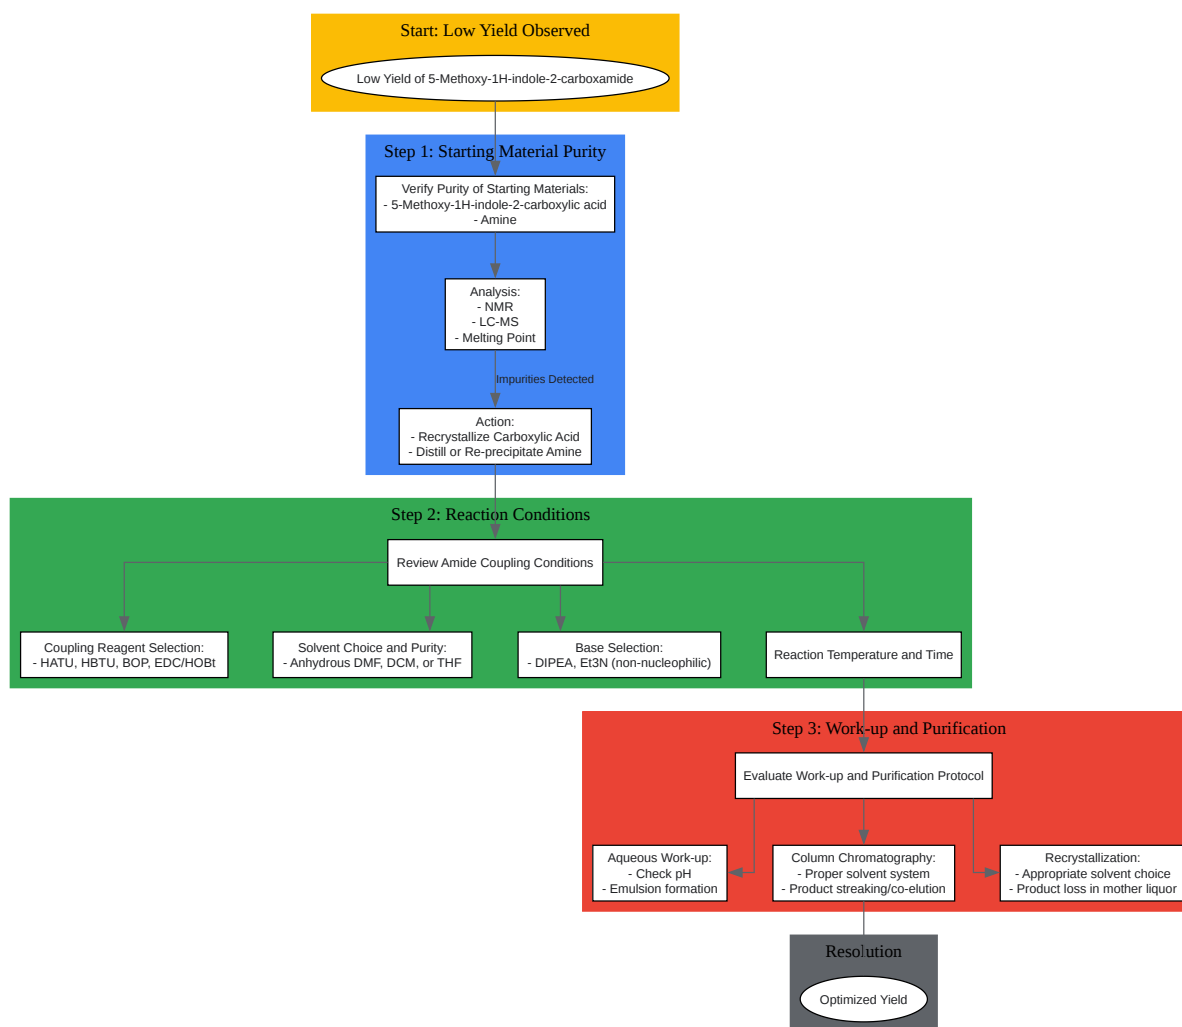 Start: Low Yield Observed
Low Yield of 5-Methoxy-1H-indole-2-carboxamide
Step 1: Starting Material Purity
Verify Purity of Starting Materials:
- 5-Methoxy-1H-indole-2-carboxylic acid
- Amine
Analysis:
- NMR
- LC-MS
- Melting Point
Impurities Detected
Action:
- Recrystallize Carboxylic Acid
- Distill or Re-precipitate Amine
Step 2: Reaction Conditions
Review Amide Coupling Conditions
Coupling Reagent Selection:
- HATU, HBTU, BOP, EDC/HOBt
Solvent Choice and Purity:
- Anhydrous DMF, DCM, or THF
Base Selection:
- DIPEA, Et3N (non-nucleophilic)
Reaction Temperature and Time
Step 3: Work-up and Purification
Evaluate Work-up and Purification Protocol
Aqueous Work-up:
- Check pH
- Emulsion formation
Column Chromatography:
- Proper solvent system
- Product streaking/co-elution
Recrystallization:
- Appropriate solvent choice
- Product loss in mother liquor
Resolution
Optimized Yield